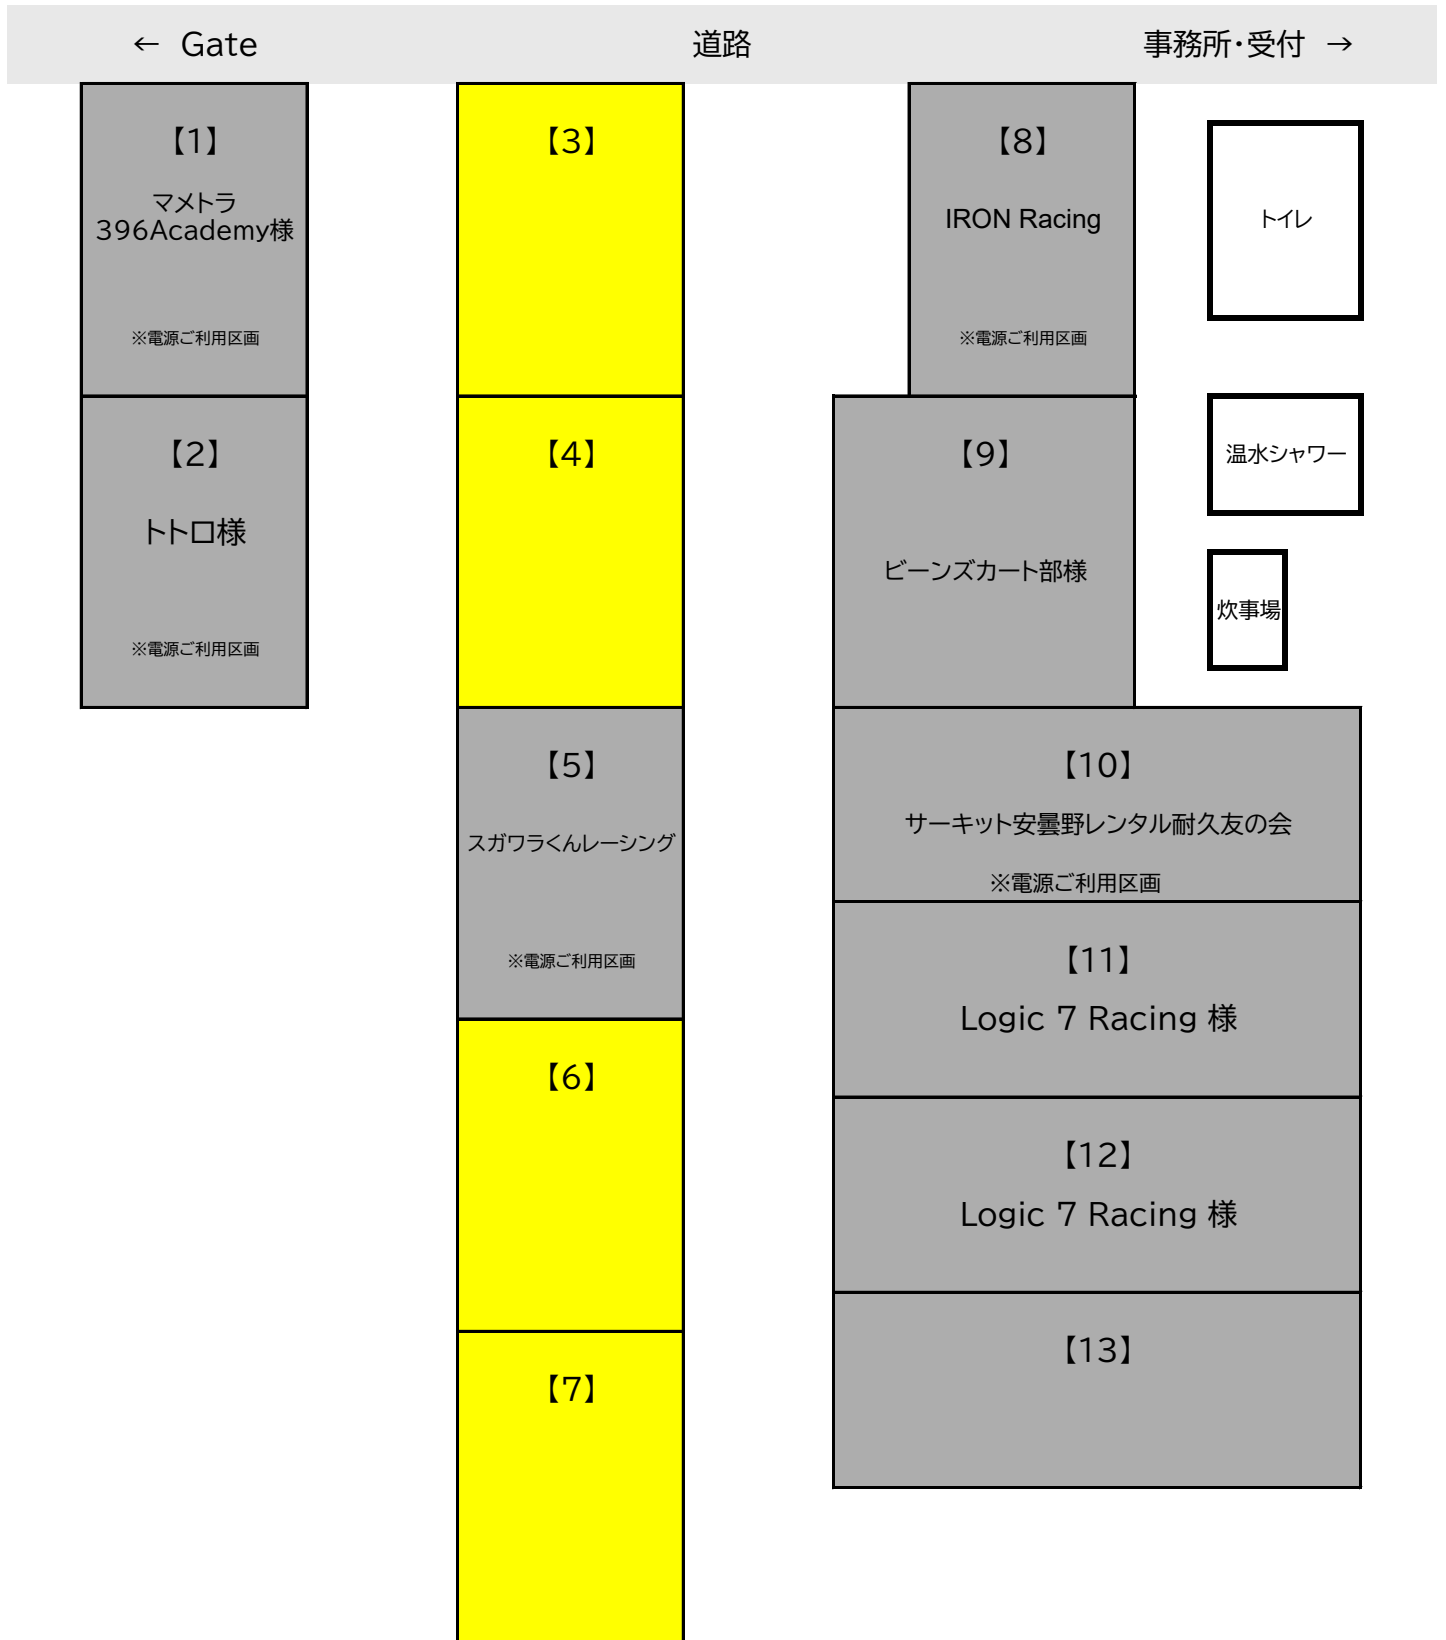 ← Gate
道路
事務所・受付 →
【1】
マメトラ
396Academy様
※電源ご利用区画
【2】
トトロ様
※電源ご利用区画
【3】
【4】
【5】
スガワラくんレーシング
※電源ご利用区画
【6】
【7】
【8】
IRON Racing
※電源ご利用区画
【9】
ビーンズカート部様
トイレ
温水シャワー
炊事場
【10】
サーキット安曇野レンタル耐久友の会
※電源ご利用区画
【11】
Logic 7 Racing 様
【12】
Logic 7 Racing 様
【13】